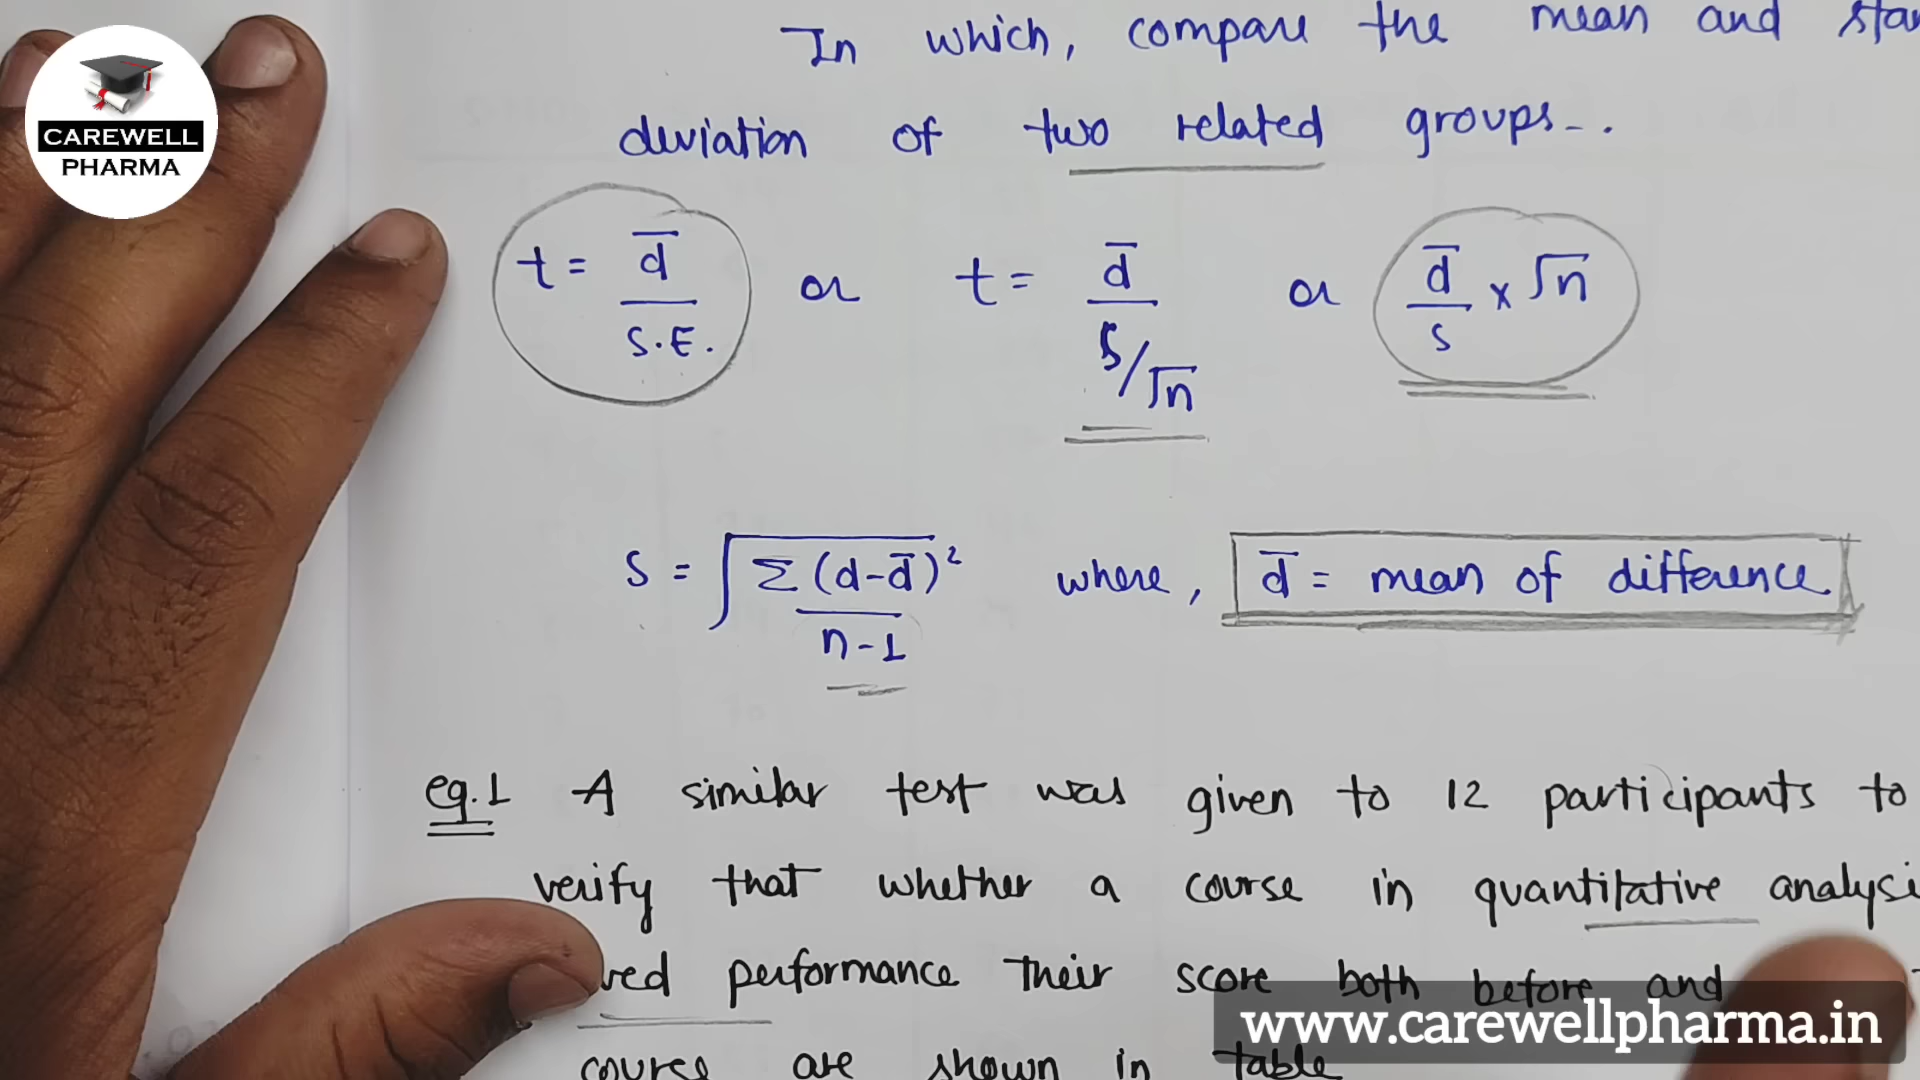 In which, compare the mean and
deviation of two related groups...
t = d̄ / S.E. or t = d̄ / s/√n or d̄ / s × √n
s = √ Σ(d-d̄)² / n-1 where, d̄ = mean of difference
eg.1 A similar test was given to 12 participants to
verify that whether a course in quantitative
performance their score both before and
course are shown in table
CAREWELL
PHARMA
www.carewellpharma.in